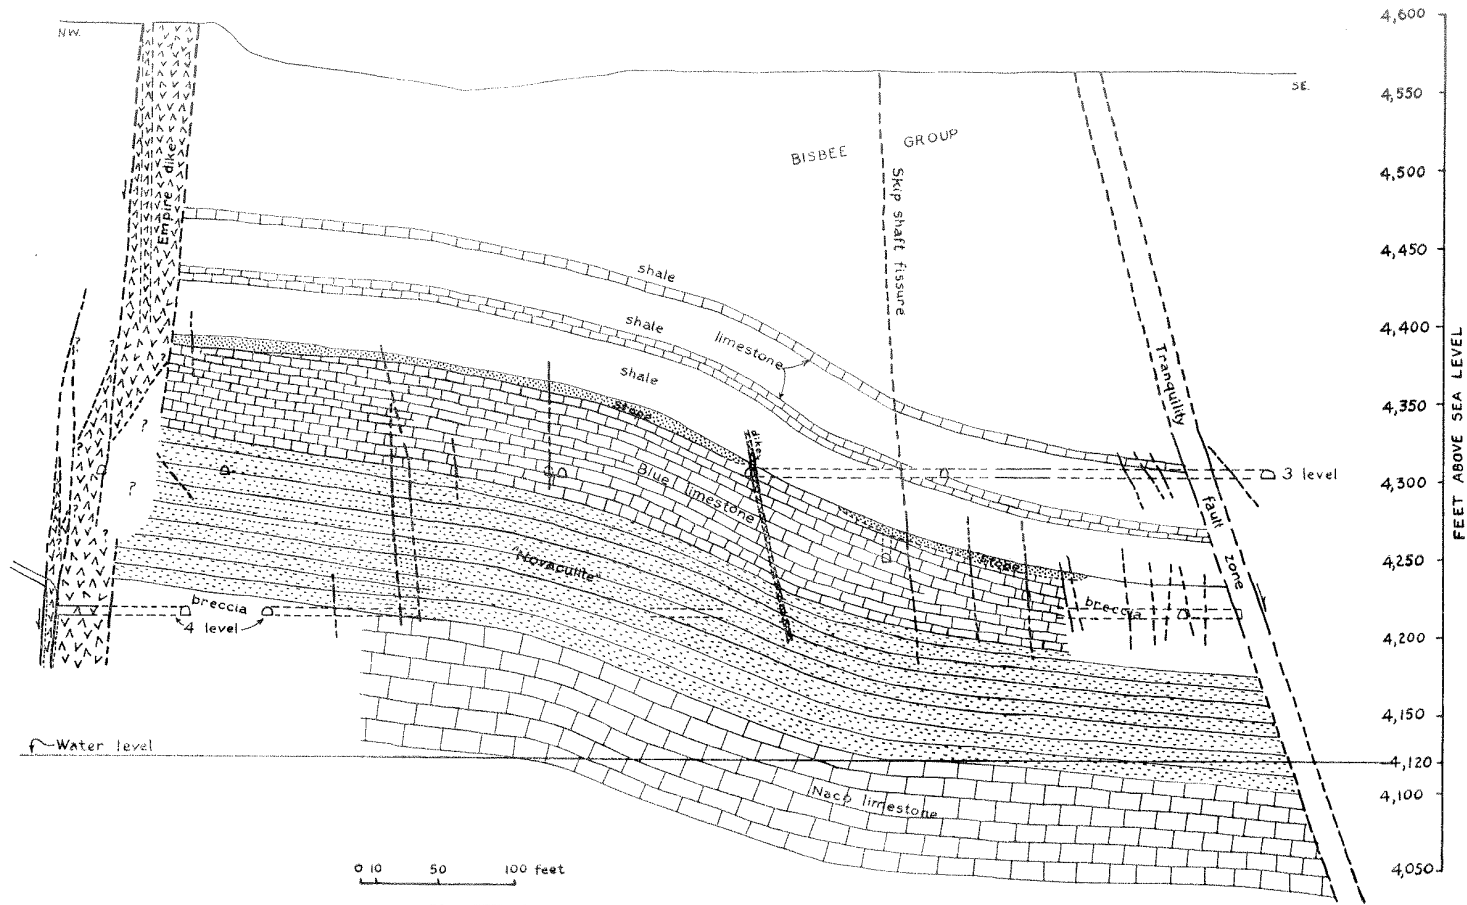 NW.
SE.
4,600
4,550
4,500
4,450
4,400
4,350
4,300
4,250
4,200
4,150
4,120
4,100
4,050
FEET ABOVE SEA LEVEL
BISBEE GROUP
Empire dike
Skip shaft fissure
shale
shale
limestone
shale
stope
Tranquility fault zone
dike
3 level
Blue limestone
"Novaculite"
stope
breccia
4 level
breccia
?
?
?
?
?
?
?
?
Water level
Naco limestone
0 10 50 100 feet